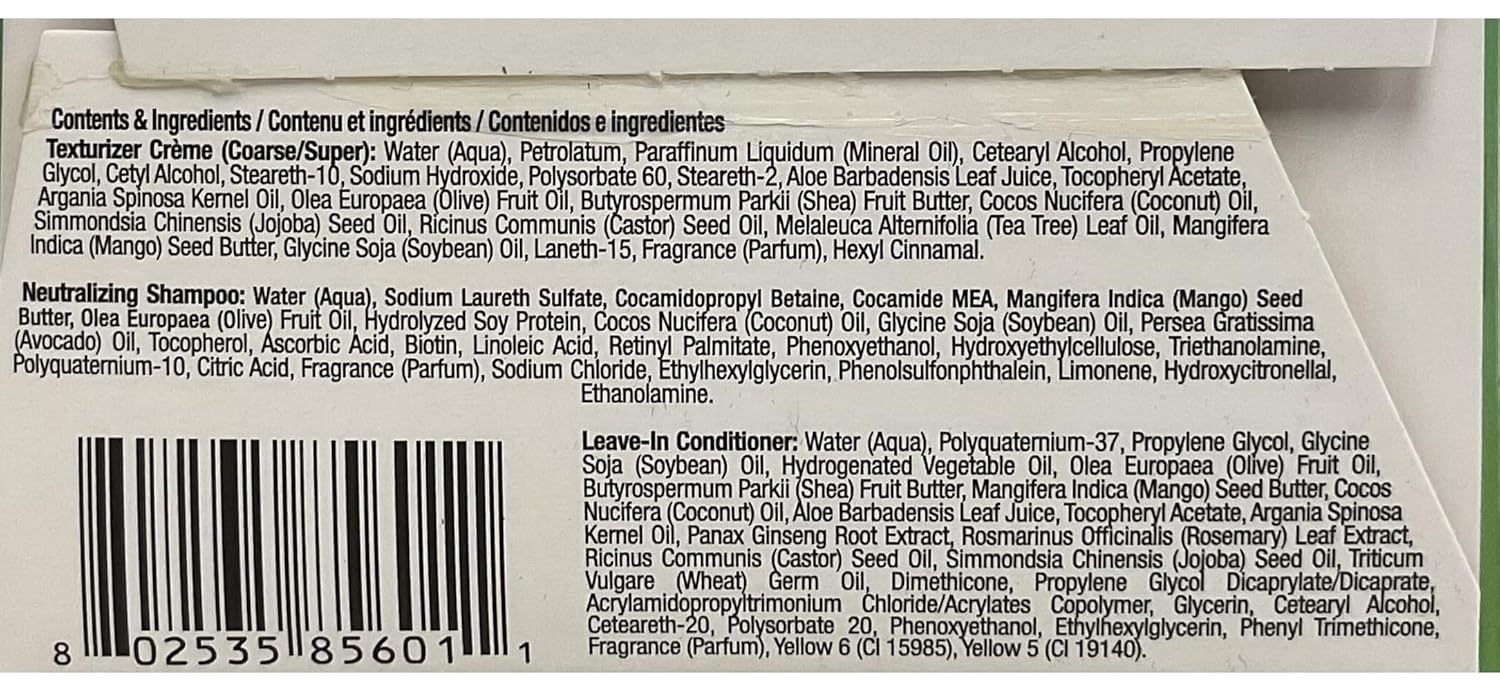 Contents & Ingredients / Contenu et ingrédients / Contenidos e ingredientes
Texturizer Crème (Coarse/Super): Water (Aqua), Petrolatum, Paraffinum Liquidum (Mineral Oil), Cetearyl Alcohol, Propylene
Glycol, Cetyl Alcohol, Steareth-10, Sodium Hydroxide, Polysorbate 60, Steareth-2, Aloe Barbadensis Leaf Juice, Tocopheryl Acetate,
Argania Spinosa Kernel Oil, Olea Europaea (Olive) Fruit Oil, Butyrospermum Parkii (Shea) Fruit Butter, Cocos Nucifera (Coconut) Oil,
Simmondsia Chinensis (Jojoba) Seed Oil, Ricinus Communis (Castor) Seed Oil, Melaleuca Alternifolia (Tea Tree) Leaf Oil, Mangifera
Indica (Mango) Seed Butter, Glycine Soja (Soybean) Oil, Laneth-15, Fragrance (Parfum), Hexyl Cinnamal.
Neutralizing Shampoo: Water (Aqua), Sodium Laureth Sulfate, Cocamidopropyl Betaine, Cocamide MEA, Mangifera Indica (Mango) Seed
Butter, Olea Europaea (Olive) Fruit Oil, Hydrolyzed Soy Protein, Cocos Nucifera (Coconut) Oil, Glycine Soja (Soybean) Oil, Persea Gratissima
(Avocado) Oil, Tocopherol, Ascorbic Acid, Biotin, Linoleic Acid, Retinyl Palmitate, Phenoxyethanol, Hydroxyethylcellulose, Triethanolamine,
Polyquaternium-10, Citric Acid, Fragrance (Parfum), Sodium Chloride, Ethylhexylglycerin, Phenolsulfonphthalein, Limonene, Hydroxycitronellal,
Ethanolamine.
Leave-In Conditioner: Water (Aqua), Polyquaternium-37, Propylene Glycol, Glycine
Soja (Soybean) Oil, Hydrogenated Vegetable Oil, Olea Europaea (Olive) Fruit Oil,
Butyrospermum Parkii (Shea) Fruit Butter, Mangifera Indica (Mango) Seed Butter, Cocos
Nucifera (Coconut) Oil, Aloe Barbadensis Leaf Juice, Tocopheryl Acetate, Argania Spinosa
Kernel Oil, Panax Ginseng Root Extract, Rosmarinus Officinalis (Rosemary) Leaf Extract,
Ricinus Communis (Castor) Seed Oil, Simmondsia Chinensis (Jojoba) Seed Oil, Triticum
Vulgare (Wheat) Germ Oil, Dimethicone, Propylene Glycol Dicaprylate/Dicaprate,
Acrylamidopropyltrimonium Chloride/Acrylates Copolymer, Glycerin, Cetearyl Alcohol,
Ceteareth-20, Polysorbate 20, Phenoxyethanol, Ethylhexylglycerin, Phenyl Trimethicone,
Fragrance (Parfum), Yellow 6 (CI 15985), Yellow 5 (CI 19140).
8 02535 85601 1